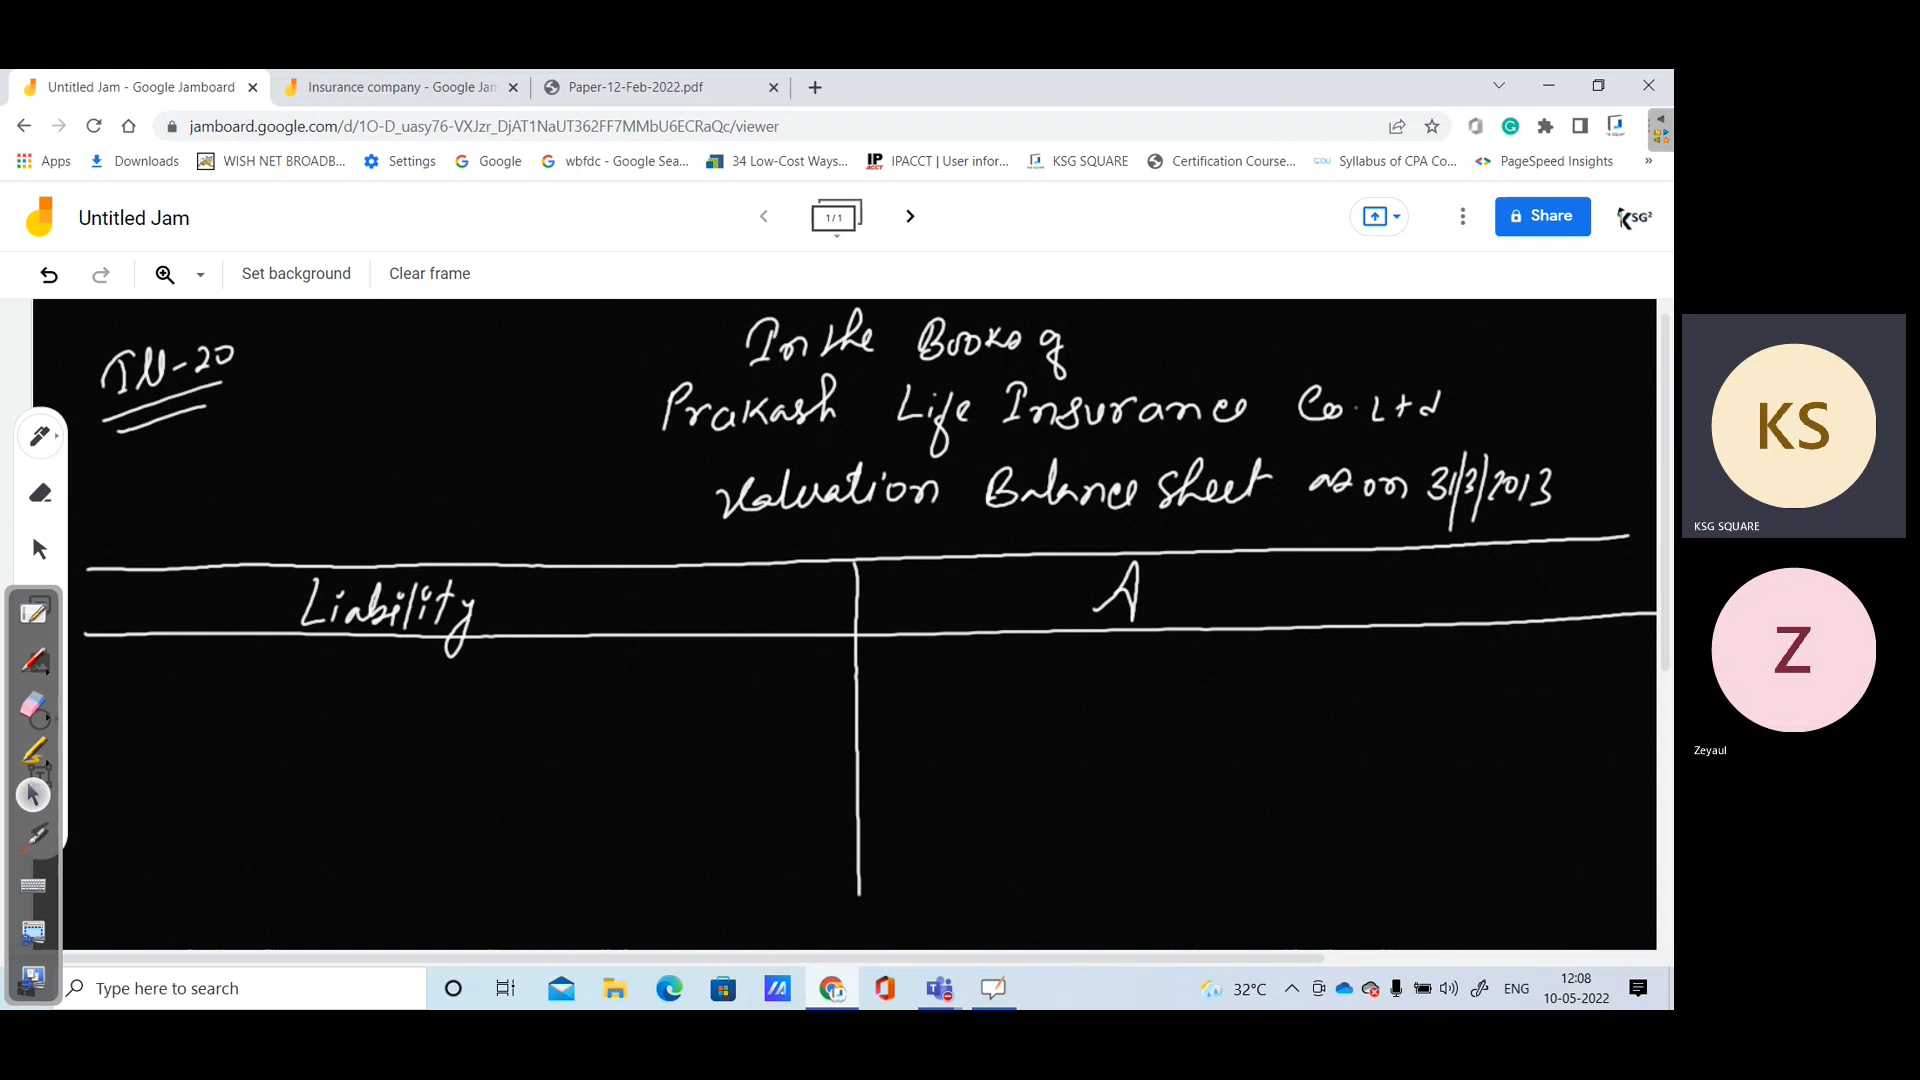 Untitled Jam - Google Jamboard
Insurance company - Google Jam
Paper-12-Feb-2022.pdf
jamboard.google.com/d/1O-D_uasy76-VXJzr_DjAT1NaUT362FF7MMbU6ECRaQc/viewer
Apps Downloads WISH NET BROADB... Settings Google wbfdc - Google Sea... 34 Low-Cost Ways... IPACCT | User infor... KSG SQUARE Certification Course... Syllabus of CPA Co... PageSpeed Insights »
Untitled Jam
1/1
Share
KSG²
Set background
Clear frame
In the Books of
Prakash Life Insurance Co. Ltd
Valuation Balance Sheet as on 31/3/2013
Liability
A
KS
KSG SQUARE
Z
Zeyaul
Type here to search
32°C
ENG
12:08
10-05-2022